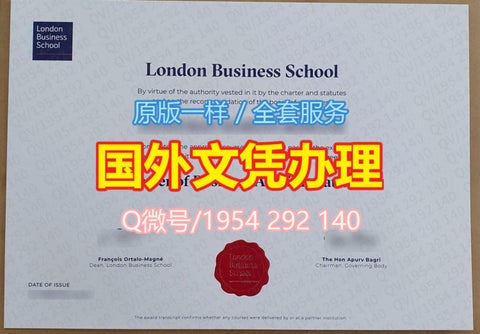 London
Business
School
London Business School
By virtue of the authority vested in it by the charter and statutes
原版一样 / 全套服务
国外文凭办理
Q微号/1954 292 140
François Ortalo-Magné
Dean, London Business School
The Hon Apurv Bagri
Chairman, Governing Body
London
Business
School
DATE OF ISSUE
The award transcript confirms whether any courses were delivered by or at a partner institution.